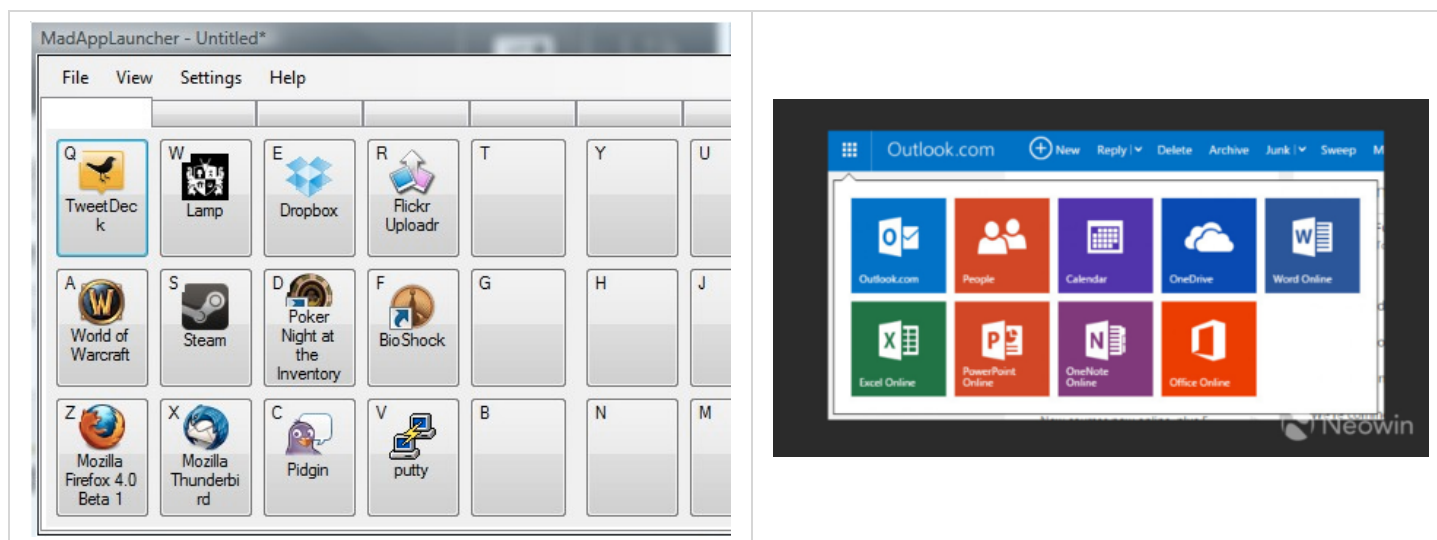 MadAppLauncher - Untitled*
File View Settings Help
Q
TweetDec
k
W
Lamp
E
Dropbox
R
Flickr
Uploadr
T
Y
U
A
World of
Warcraft
S
Steam
D
Poker
Night at
the
Inventory
F
BioShock
G
H
J
Z
Mozilla
Firefox 4.0
Beta 1
X
Mozilla
Thunderbi
rd
C
Pidgin
V
putty
B
N
M
Outlook.com New Reply Delete Archive Junk Sweep M
Outlook.com
People
Calendar
OneDrive
Word Online
Excel Online
PowerPoint
Online
OneNote
Online
Office Online
Neowin